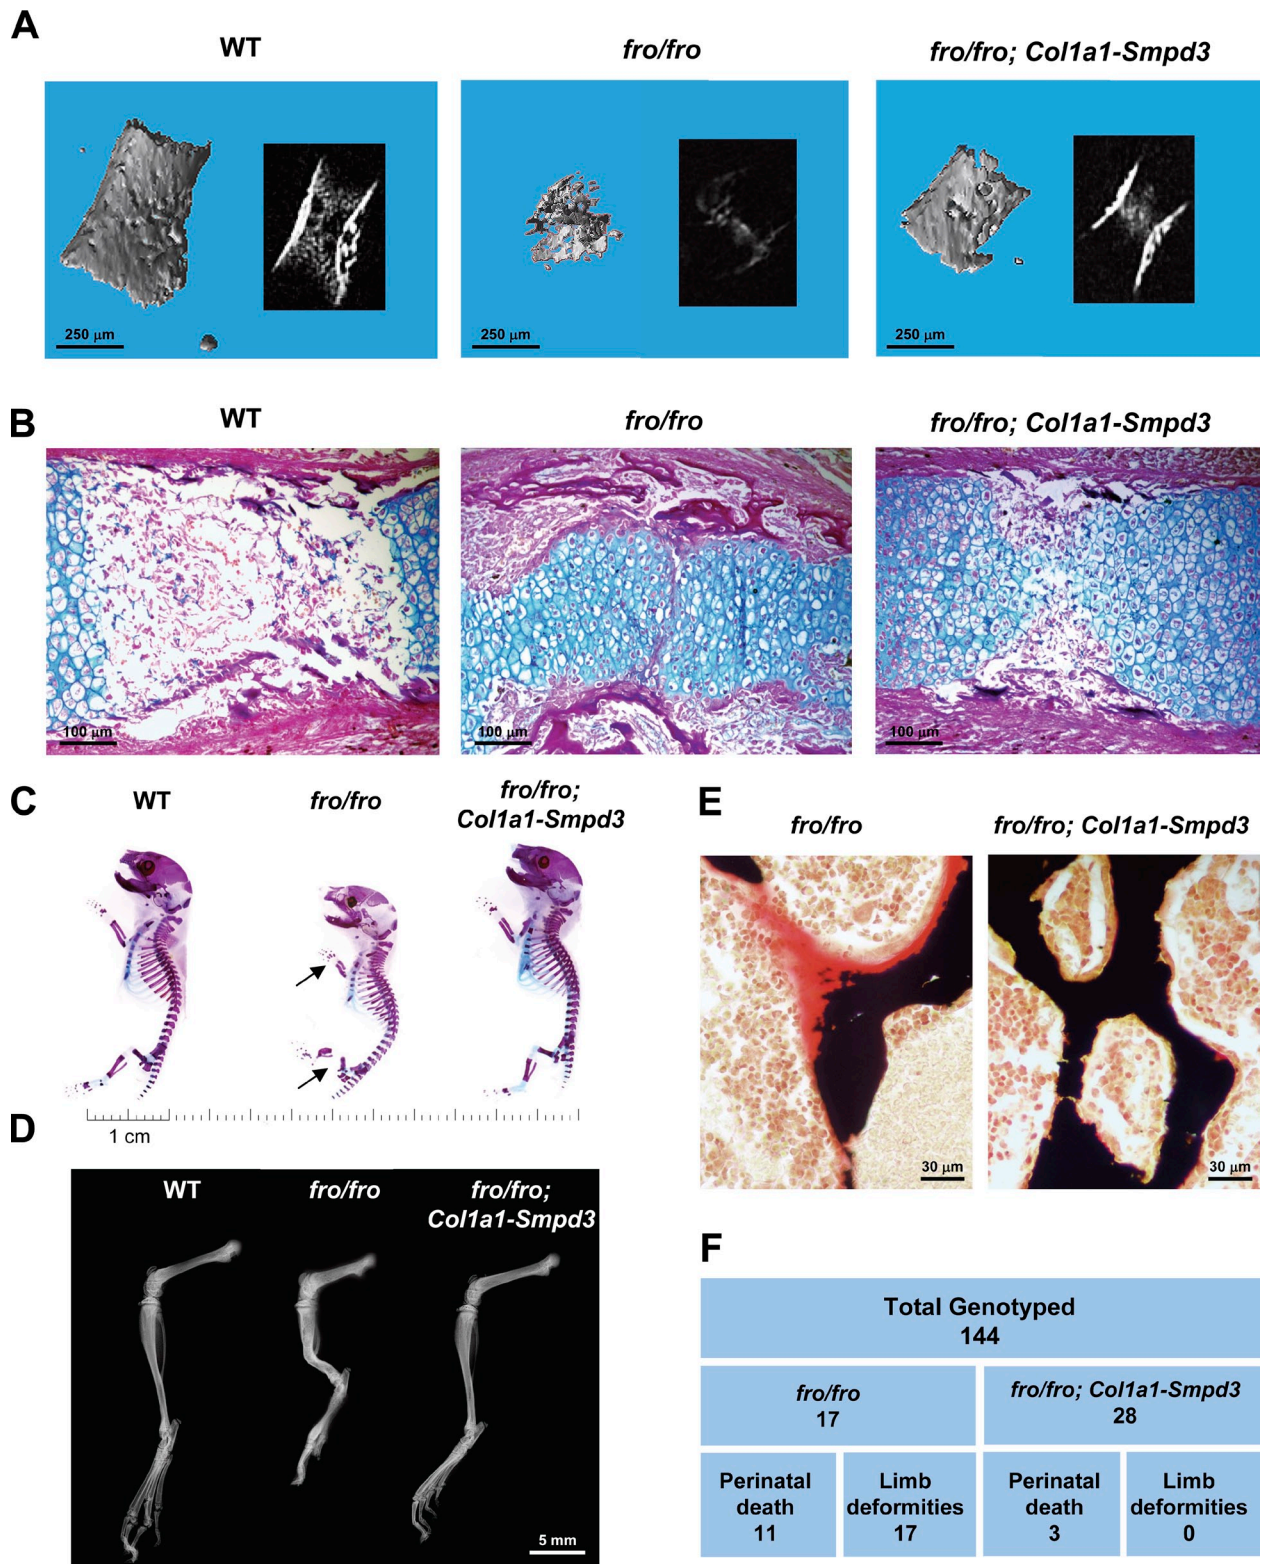 A
WT
fro/fro
fro/fro; Col1a1-Smpd3
250 μm
250 μm
250 μm
B
WT
fro/fro
fro/fro; Col1a1-Smpd3
100 μm
100 μm
100 μm
C
WT
fro/fro
fro/fro;
Col1a1-Smpd3
1 cm
D
WT
fro/fro
fro/fro;
Col1a1-Smpd3
5 mm
E
fro/fro
fro/fro; Col1a1-Smpd3
30 μm
30 μm
F
Total Genotyped
144
fro/fro
17
fro/fro; Col1a1-Smpd3
28
Perinatal
death
11
Limb
deformities
17
Perinatal
death
3
Limb
deformities
0